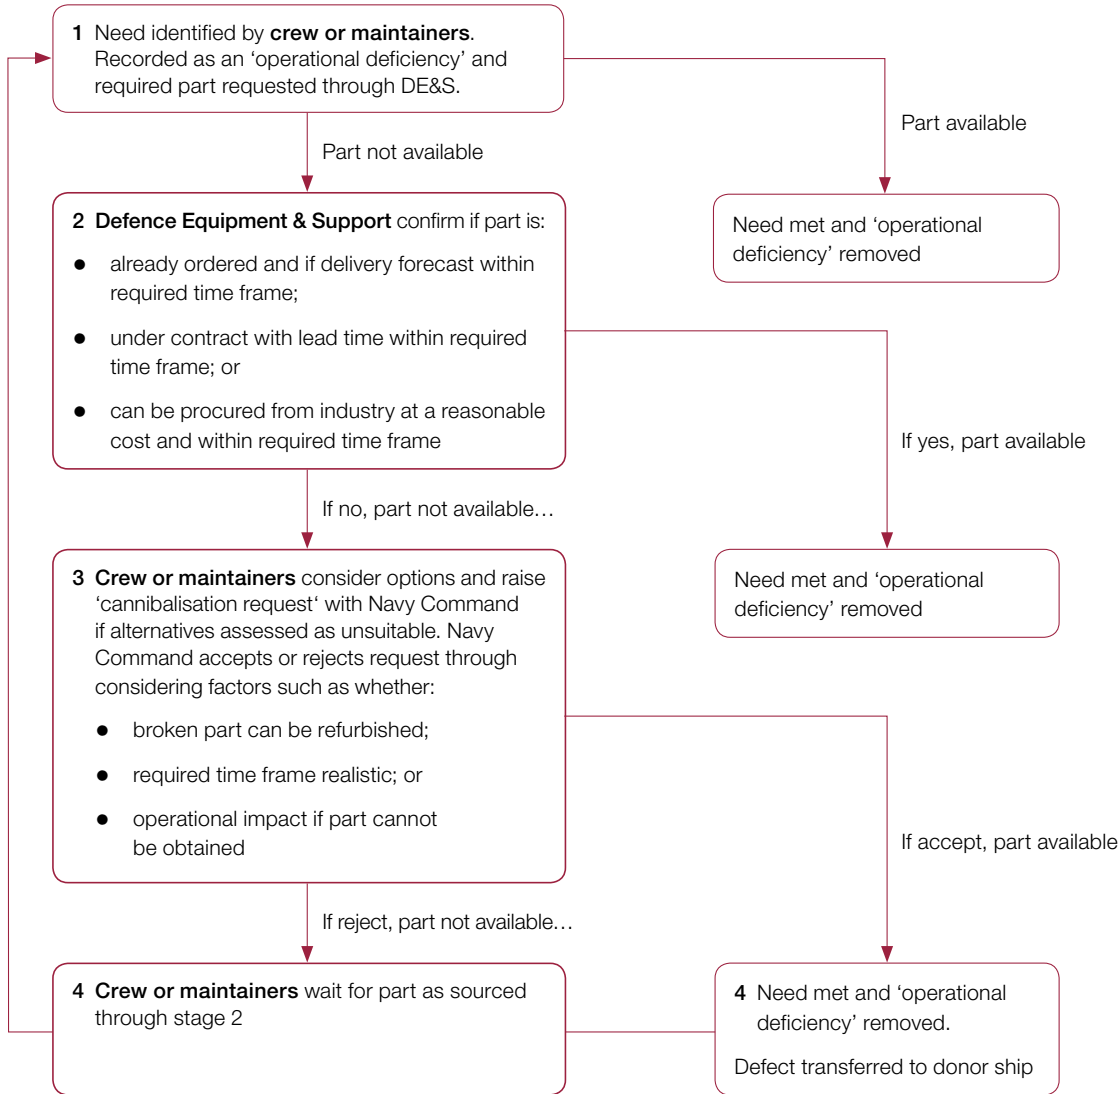 1 Need identified by crew or maintainers.
Recorded as an ‘operational deficiency’ and
required part requested through DE&S.
Part available
Part not available
Need met and ‘operational
deficiency’ removed
2 Defence Equipment & Support confirm if part is:
● already ordered and if delivery forecast within
required time frame;
● under contract with lead time within required
time frame; or
● can be procured from industry at a reasonable
cost and within required time frame
If yes, part available
If no, part not available…
Need met and ‘operational
deficiency’ removed
3 Crew or maintainers consider options and raise
‘cannibalisation request‘ with Navy Command
if alternatives assessed as unsuitable. Navy
Command accepts or rejects request through
considering factors such as whether:
● broken part can be refurbished;
● required time frame realistic; or
● operational impact if part cannot
be obtained
If accept, part available
If reject, part not available…
4 Crew or maintainers wait for part as sourced
through stage 2
4 Need met and ‘operational
deficiency’ removed.
Defect transferred to donor ship